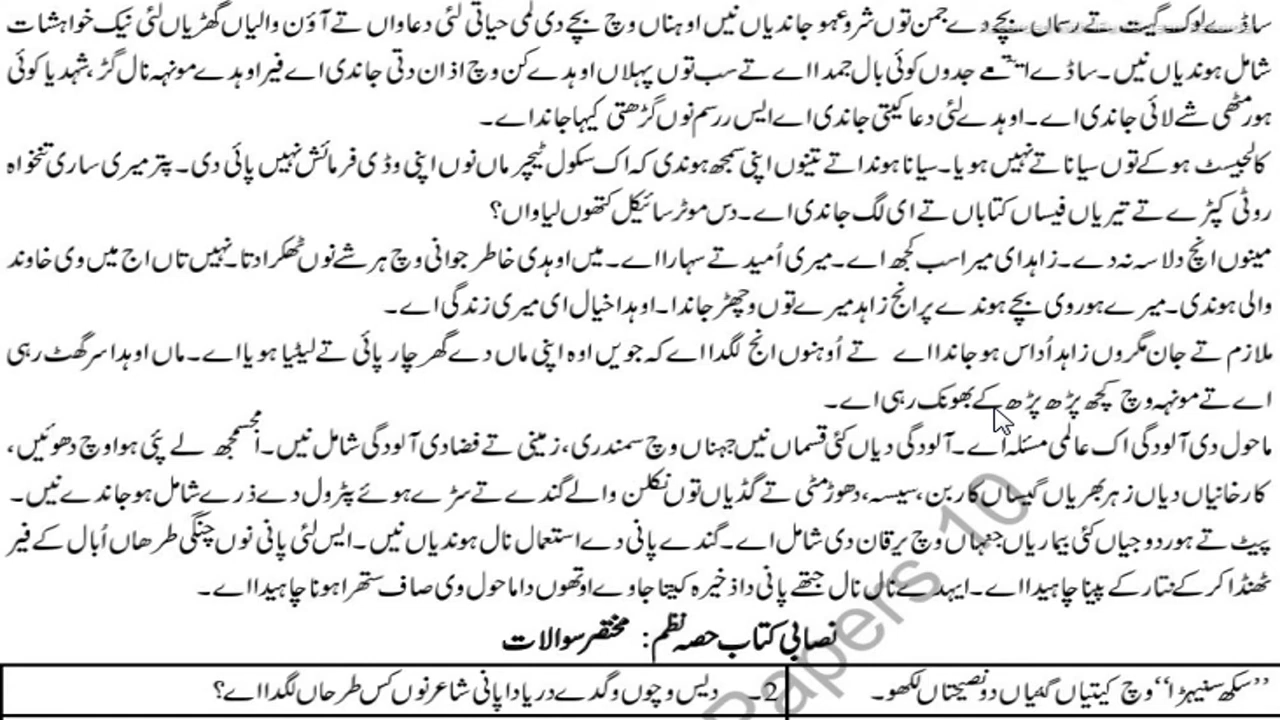 ساڈے لوک گیت تے رسماں بچے دے جمن توں شروع ہو جاندیاں نیں اوہناں وچ بچے دی لمی حیاتی لئی دعاواں تے آؤن والیاں گھڑیاں لئی نیک خواہشات
شامل ہوندیاں نیں۔ ساڈے ایتھے جدوں کوئی بال جمدا اے تے سب توں پہلاں اوہدے کن وچ اذان دتی جاندی اے فیر اوہدے مونہہ نال گڑ، شہد یا کوئی
ہور مٹھی شے لائی جاندی اے۔ اوہدے لئی دعا کیتی جاندی اے ایس رسم نوں گڑھتی کیہا جاندا اے۔
کالجیسٹ ہو کے توں سیانا تے نہیں ہویا۔ سیانا ہوندا تے تینوں اپنی سمجھ ہوندی کہ اک سکول ٹیچر ماں نوں اپنی وڈی فرمائش نہیں پائی دی۔ پتر میری ساری تنخواہ
روٹی کپڑے تے تیریاں فیساں کتاباں تے ای لگ جاندی اے۔ دس موٹر سائیکل کتھوں لیاواں؟
مینوں انج دلاسہ نہ دے۔ زاہد ای میرا سب کجھ اے۔ میری اُمید تے سہارا اے۔ میں اوہدی خاطر جوانی وچ ہر شے نوں ٹھکرا دتا۔ نہیں تاں اج میں وی خاوند
والی ہوندی۔ میرے ہور وی بچے ہوندے پر انج زاہد میرے توں وچھڑ جاندا۔ اوہدا خیال ای میری زندگی اے۔
ملازم تے جان مگروں زاہد اُداس ہو جاندا اے تے اُوہنوں انج لگدا اے کہ جویں اوہ اپنی ماں دے گھر چارپائی تے لیٹیا ہویا اے۔ ماں اوہدا سر گھٹ رہی
اے تے مونہہ وچ کچھ پڑھ پڑھ کے پھونک رہی اے۔
ماحول دی آلودگی اک عالمی مسئلہ اے۔ آلودگی دیاں کئی قسماں نیں جہناں وچ سمندری، زمینی تے فضا دی آلودگی شامل نیں۔ اسمجھ لے پئی ہوا وچ دھوئیں،
کارخانیاں دیاں زہر بھریاں گیساں کاربن، سیسہ، دھوڑ مٹی تے گڈیاں توں نکلن والے گندے تے سڑے ہوئے پٹرول دے ذرے شامل ہو جاندے نیں۔
پیٹ تے ہور دوجیاں کئی بیماریاں جنہاں وچ یرقان دی شامل اے۔ گندے پانی دے استعمال نال ہوندیاں نیں۔ ایس لئی پانی نوں چنگی طرھاں اُبال کے فیر
ٹھنڈا کر کے نتار کے پینا چاہیدا اے۔ ایہدے نال نال جتھے پانی دا ذخیرہ کیتا جاوے اوتھوں دا ماحول وی صاف ستھرا ہونا چاہیدا اے۔
نصابی کتاب حصہ نظم: مختصر سوالات
’’سکھ سنیہڑا‘‘ وچ کیتیاں گیاں دو نصیحتاں لکھو۔
2۔ دیس وچوں وگدے دریا دا پانی شاعر نوں کس طرحاں لگدا اے؟
Papers 10